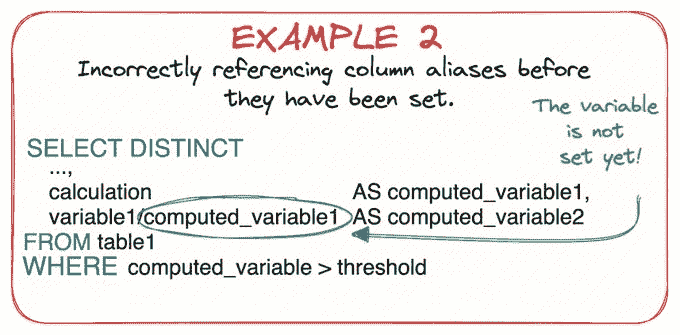 EXAMPLE 2
Incorrectly referencing column aliases before
they have been set.
The variable
is not
set yet!
SELECT DISTINCT
...,
calculation AS computed_variable1,
variable1/computed_variable1 AS computed_variable2
FROM table1
WHERE computed_variable > threshold